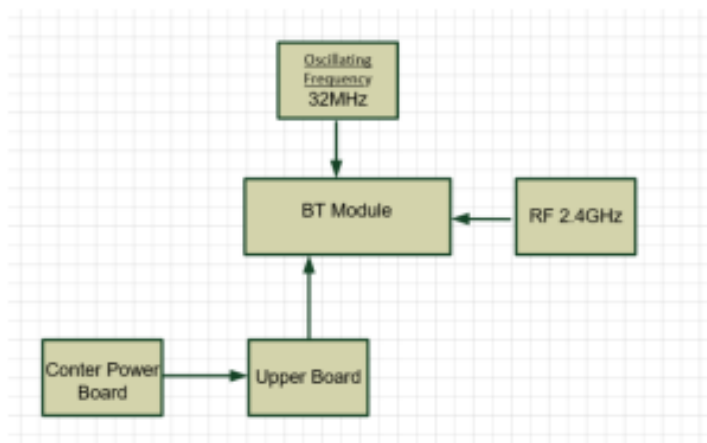 Oscillating
Frequency
32MHz
BT Module
RF 2.4GHz
Conter Power
Board
Upper Board